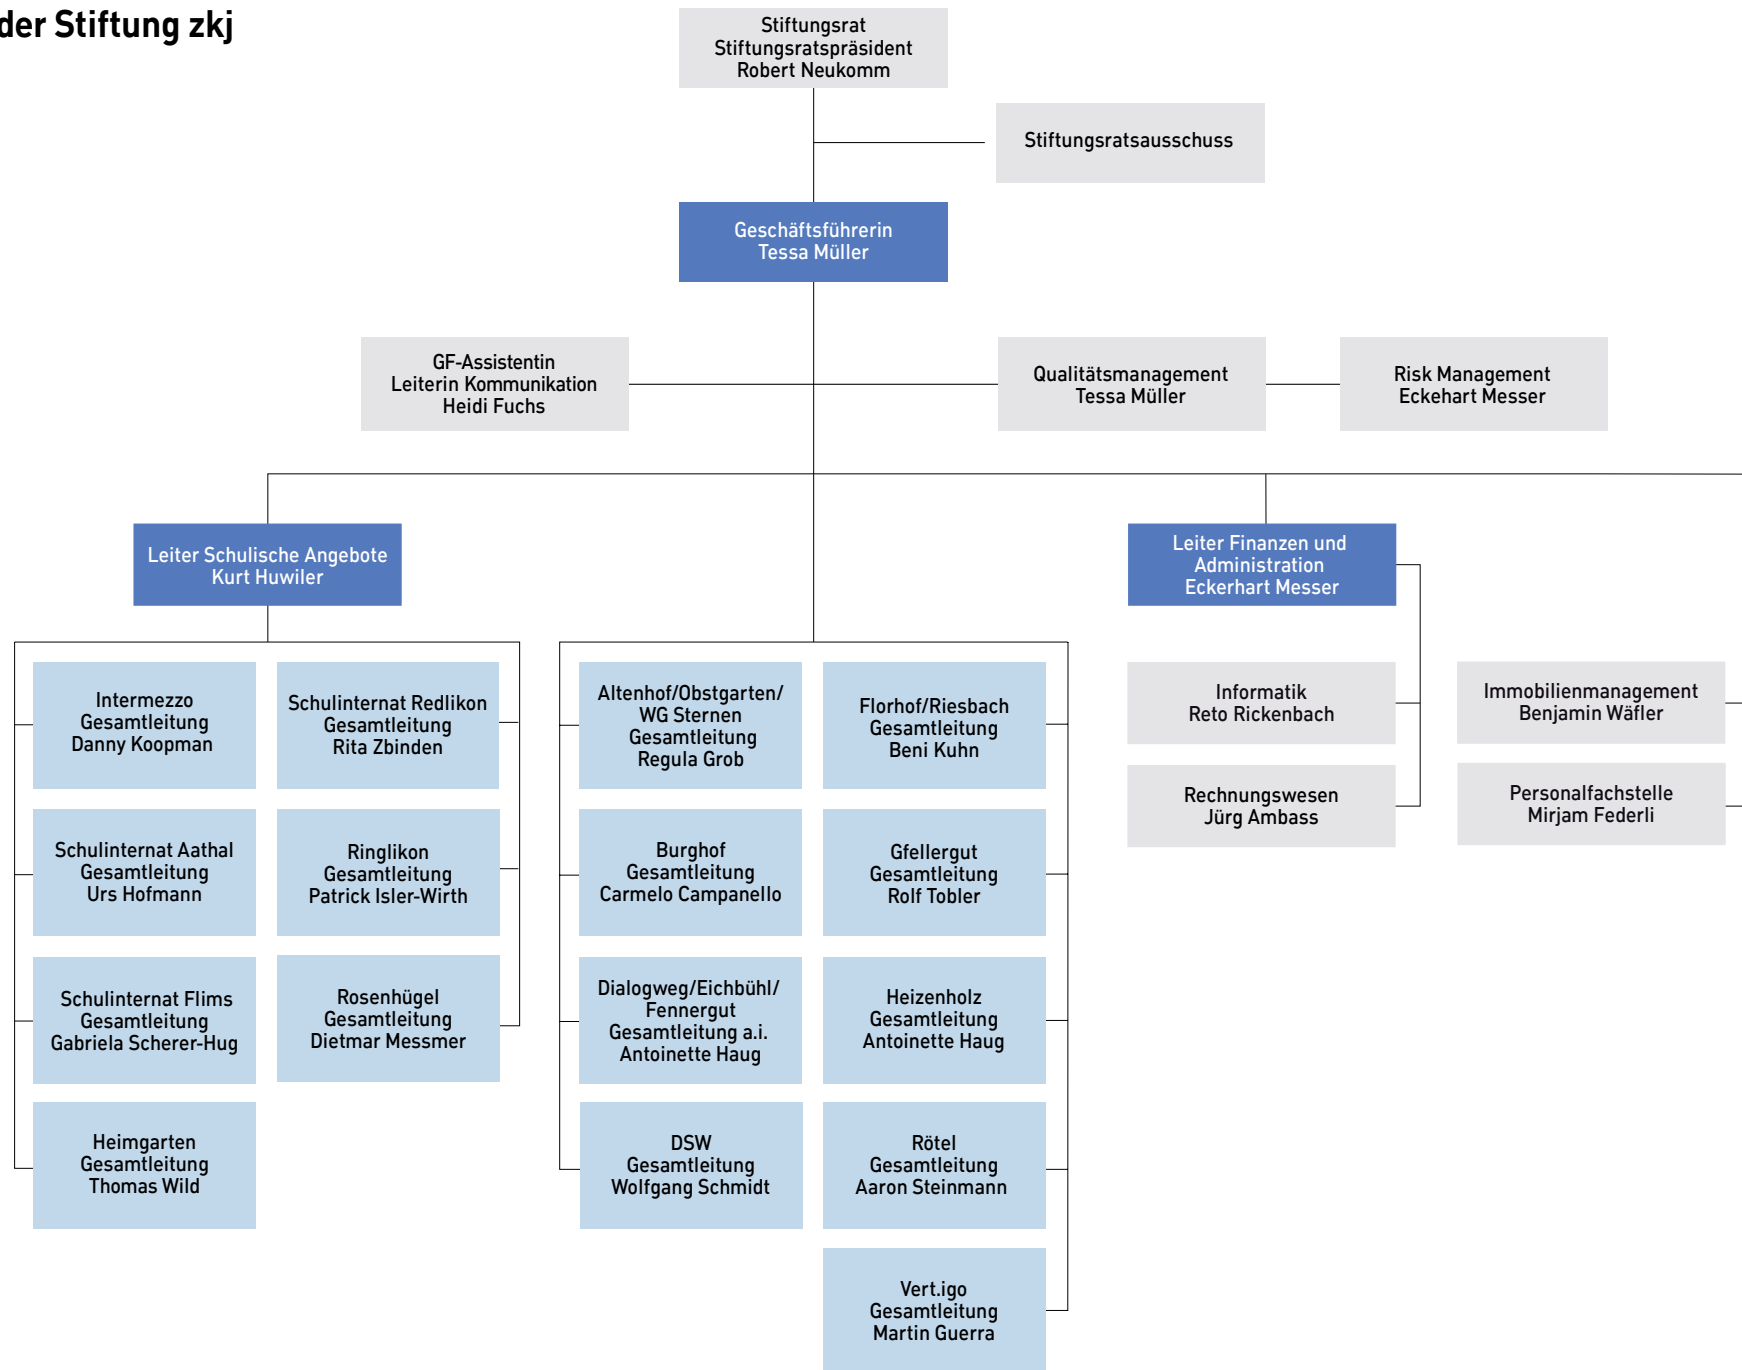 der Stiftung zkj
Stiftungsrat
Stiftungsratspräsident
Robert Neukomm
Stiftungsratsausschuss
Geschäftsführerin
Tessa Müller
GF-Assistentin
Leiterin Kommunikation
Heidi Fuchs
Qualitätsmanagement
Tessa Müller
Risk Management
Eckehart Messer
Leiter Schulische Angebote
Kurt Huwiler
Leiter Finanzen und
Administration
Eckerhart Messer
Intermezzo
Gesamtleitung
Danny Koopman
Schulinternat Redlikon
Gesamtleitung
Rita Zbinden
Altenhof/Obstgarten/
WG Sternen
Gesamtleitung
Regula Grob
Florhof/Riesbach
Gesamtleitung
Beni Kuhn
Informatik
Reto Rickenbach
Immobilienmanagement
Benjamin Wäfler
Rechnungswesen
Jürg Ambass
Personalfachstelle
Mirjam Federli
Schulinternat Aathal
Gesamtleitung
Urs Hofmann
Ringlikon
Gesamtleitung
Patrick Isler-Wirth
Burghof
Gesamtleitung
Carmelo Campanello
Gfellergut
Gesamtleitung
Rolf Tobler
Schulinternat Flims
Gesamtleitung
Gabriela Scherer-Hug
Rosenhügel
Gesamtleitung
Dietmar Messmer
Dialogweg/Eichbühl/
Fennergut
Gesamtleitung a.i.
Antoinette Haug
Heizenholz
Gesamtleitung
Antoinette Haug
Heimgarten
Gesamtleitung
Thomas Wild
DSW
Gesamtleitung
Wolfgang Schmidt
Rötel
Gesamtleitung
Aaron Steinmann
Vert.igo
Gesamtleitung
Martin Guerra